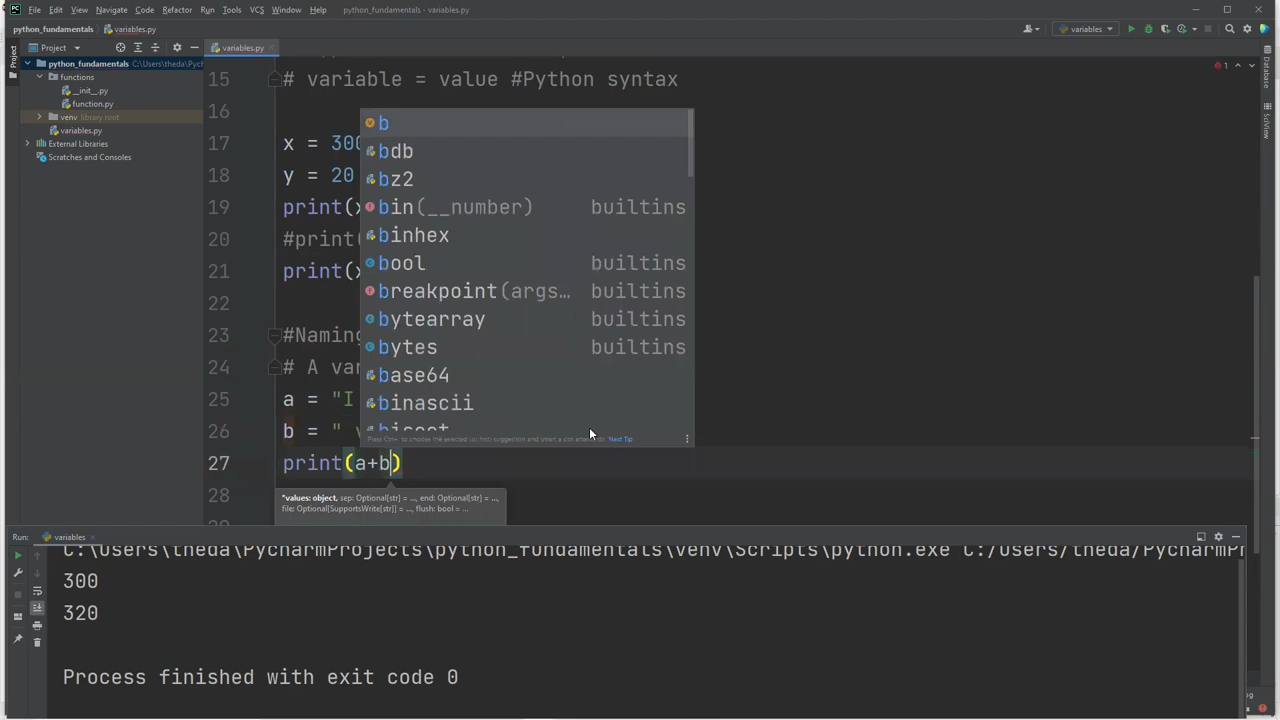 File Edit View Navigate Code Refactor Run Tools VCS Window Help python_fundamentals - variables.py
python_fundamentals variables.py variables
Project variables.py
python_fundamentals C:\Users\theda\Pych
functions
__init__.py
function.py
venv library root
variables.py
External Libraries
Scratches and Consoles
Project
Database
SciView
1
15 # variable = value #Python syntax
16
17 x = 300
18 y = 20
19 print(x
20 #print(
21 print(x
22
23 #Naming
24 # A var
25 a = "I
26 b = "
27 print(a+b)
28
b
bdb
bz2
bin(__number) builtins
binhex
bool builtins
breakpoint(args… builtins
bytearray builtins
bytes builtins
base64
binascii
bisect
Press Ctrl+. to choose the selected (or first) suggestion and insert a dot afterwards Next Tip
*values: object, sep: Optional[str] = ..., end: Optional[str] = ...,
file: Optional[SupportsWrite[str]] = ..., flush: bool = ...
Run: variables
C:\Users\theda\PycharmProjects\python_fundamentals\venv\Scripts\python.exe C:/Users/theda/PycharmPr
300
320
Process finished with exit code 0